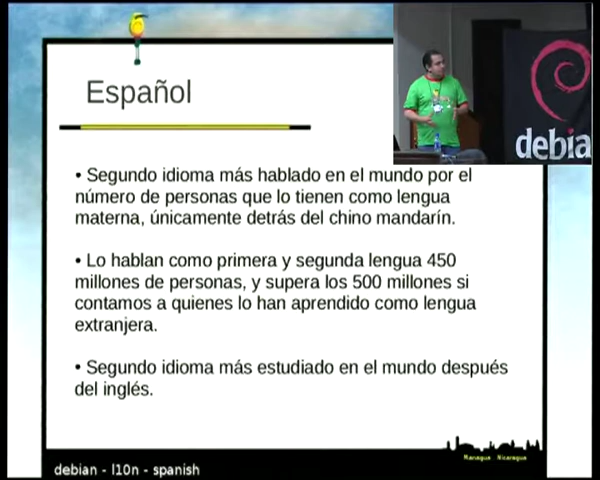 Español
• Segundo idioma más hablado en el mundo por el
número de personas que lo tienen como lengua
materna, únicamente detrás del chino mandarín.
• Lo hablan como primera y segunda lengua 450
millones de personas, y supera los 500 millones si
contamos a quienes lo han aprendido como lengua
extranjera.
• Segundo idioma más estudiado en el mundo después
del inglés.
debian
Managua Nicaragua
debian - l10n - spanish